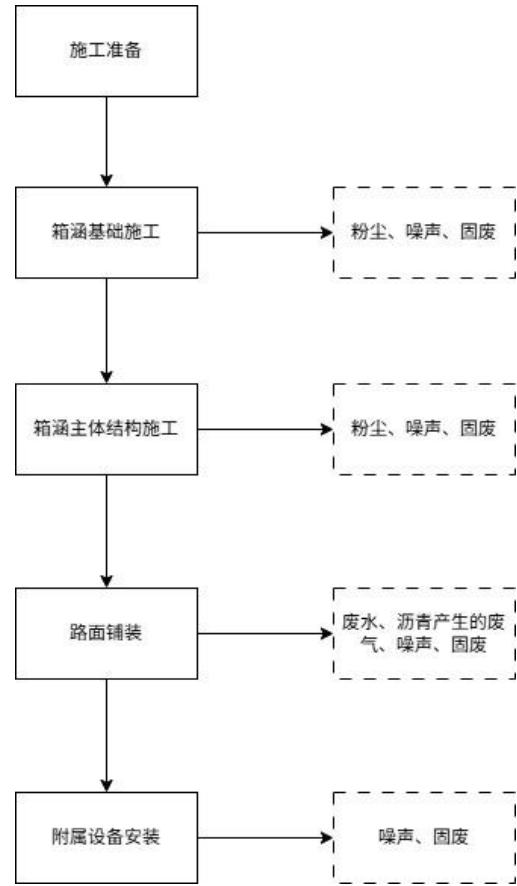 施工准备
箱涵基础施工
粉尘、噪声、固废
箱涵主体结构施工
粉尘、噪声、固废
路面铺装
废水、沥青产生的废
气、噪声、固废
附属设备安装
噪声、固废